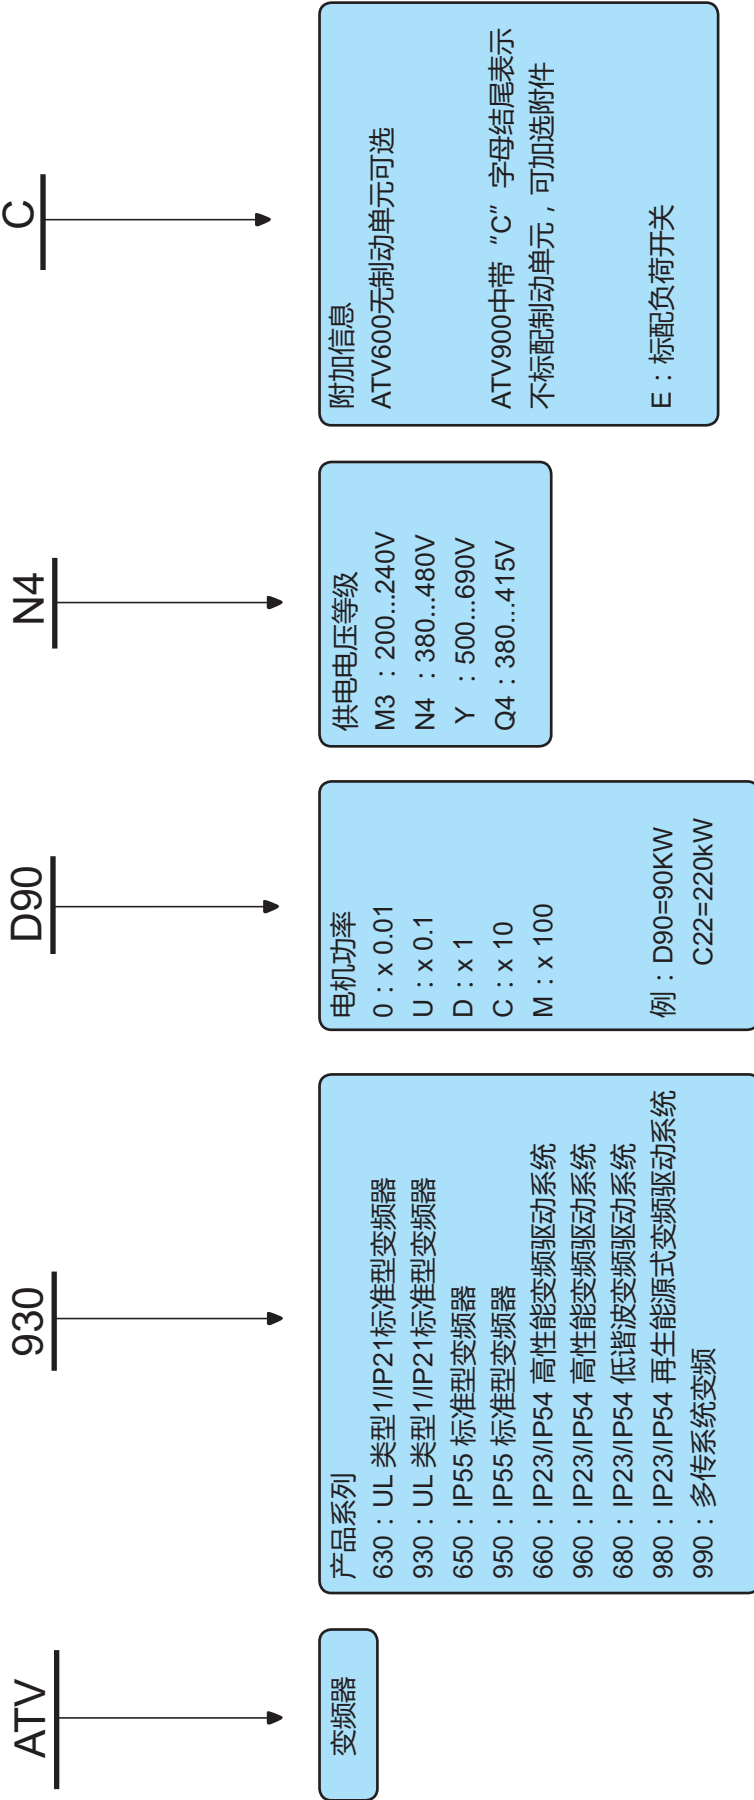 ATV
930
D90
N4
C
变频器
产品系列
630：UL 类型1/IP21标准型变频器
930：UL 类型1/IP21标准型变频器
650：IP55 标准型变频器
950：IP55 标准型变频器
660：IP23/IP54 高性能变频驱动系统
960：IP23/IP54 高性能变频驱动系统
680：IP23/IP54 低谐波变频驱动系统
980：IP23/IP54 再生能源式变频驱动系统
990：多传系统变频
电机功率
0：x 0.01
U：x 0.1
D：x 1
C：x 10
M：x 100
例：D90=90KW
C22=220kW
供电电压等级
M3 ：200...240V
N4 ：380...480V
Y ：500...690V
Q4：380...415V
附加信息
ATV600无制动单元可选
ATV900中带“C”字母结尾表示
不标配制动单元，可加选附件
E：标配负荷开关